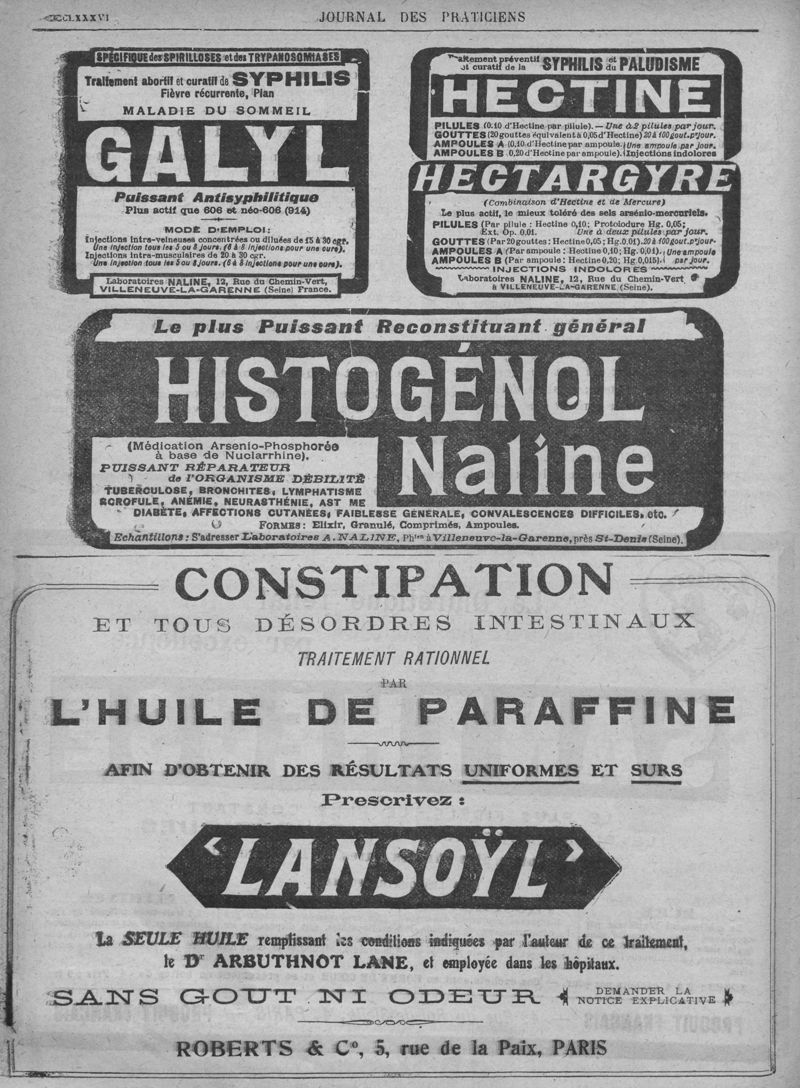 CCLXXXVI
JOURNAL DES PRATICIENS
SPÉCIFIQUE des SPIRILLOSES et des TRYPANOSOMIASES
Traitement abortif et curatif de SYPHILIS
Fièvre récurrente, Pian
MALADIE DU SOMMEIL
GALYL
Puissant Antisyphilitique
Plus actif que 606 et néo-606 (914)
MODE D'EMPLOI:
Injections intra-veineuses concentrées ou diluées de 15 à 30 cgr.
Une injection tous les 5 ou 8 jours. (6 à 8 injections pour une cure).
Injections intra-musculaires de 20 à 30 cgr.
Une injection tous les 5 ou 8 jours. (6 à 8 injections pour une cure).
Laboratoires NALINE, 12, Rue du Chemin-Vert,
VILLENEUVE-LA-GARENNE (Seine) France.
Traitement préventif et curatif de la SYPHILIS et du PALUDISME
HECTINE
PILULES (0.10 d'Hectine par pilule). — Une à 2 pilules par jour.
GOUTTES (20 gouttes équivalent à 0,05 d'Hectine) 20 à 100 gout. p'jour.
AMPOULES A (0,10 d'Hectine par ampoule.) Une ampoule par jour.
AMPOULES B (0,20 d'Hectine par ampoule). Injections indolores
HECTARGYRE
(Combinaison d'Hectine et de Mercure)
Le plus actif, le mieux toléré des sels arsénio-mercuriels.
PILULES (Par pilule : Hectine 0,10; Protoiodure Hg. 0,05;
Ext. Op. 0.01. Une à deux pilules par jour.
GOUTTES (Par 20 gouttes : Hectine 0,05; Hg. 0.01). 20 à 100 gout. p'jour
AMPOULES A (Par ampoule : Hectine 0,10; Hg. 0,01). Une ampoule
AMPOULES B (Par ampoule : Hectine 0,20; Hg. 0,015). par jour.
INJECTIONS INDOLORES
Laboratoires NALINE, 12, Rue du Chemin-Vert
à VILLENEUVE-LA-GARENNE (Seine).
Le plus Puissant Reconstituant général
HISTOGÉNOL
Naline
(Médication Arsenio-Phosphorée
à base de Nuclarrhine).
PUISSANT RÉPARATEUR
de l'ORGANISME DÉBILITÉ
TUBERCULOSE, BRONCHITES, LYMPHATISME
SCROFULE, ANÉMIE, NEURASTHÉNIE, AST ME
DIABÈTE, AFFECTIONS CUTANÉES, FAIBLESSE GÉNÉRALE, CONVALESCENCES DIFFICILES, etc.
FORMES: Elixir, Granulé, Comprimés, Ampoules.
Echantillons: S'adresser Laboratoires A. NALINE, Phien à Villeneuve-la-Garenne, près St-Denis (Seine).
CONSTIPATION
ET TOUS DÉSORDRES INTESTINAUX
TRAITEMENT RATIONNEL
PAR
L'HUILE DE PARAFFINE
AFIN D'OBTENIR DES RÉSULTATS UNIFORMES ET SURS
Prescrivez :
‹ LANSOŸL ›
La SEULE HUILE remplissant les conditions indiquées par l'auteur de ce traitement,
le Dr ARBUTHNOT LANE, et employée dans les hôpitaux.
SANS GOUT NI ODEUR
DEMANDER LA
NOTICE EXPLICATIVE
ROBERTS & Co, 5, rue de la Paix, PARIS